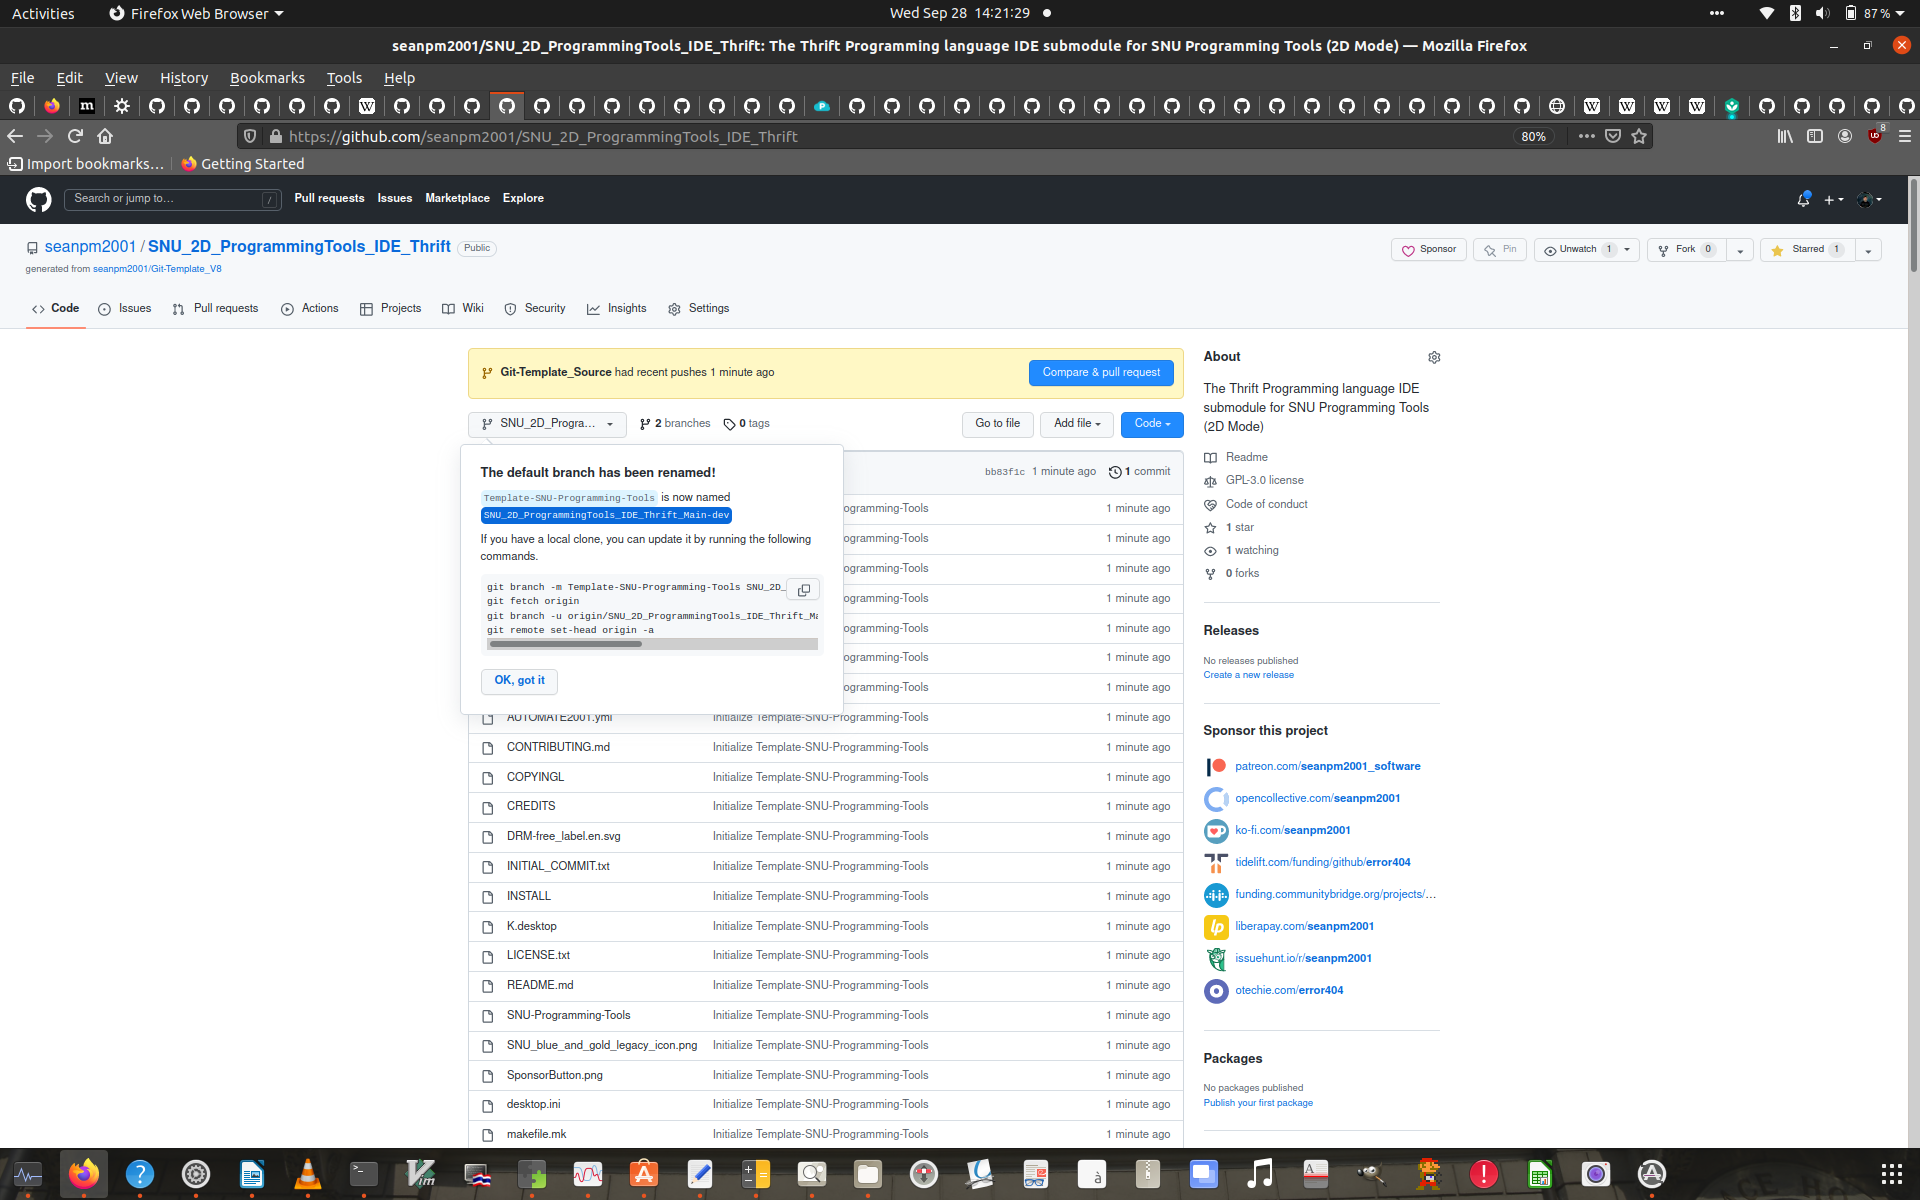 Activities
Firefox Web Browser
Wed Sep 28 14:21:29
87 %
seanpm2001/SNU_2D_ProgrammingTools_IDE_Thrift: The Thrift Programming language IDE submodule for SNU Programming Tools (2D Mode) — Mozilla Firefox
File Edit View History Bookmarks Tools Help
https://github.com/seanpm2001/SNU_2D_ProgrammingTools_IDE_Thrift
80%
8
Import bookmarks…
Getting Started
Search or jump to…
/
Pull requests Issues Marketplace Explore
seanpm2001 / SNU_2D_ProgrammingTools_IDE_Thrift Public
generated from seanpm2001/Git-Template_V8
Sponsor
Pin
Unwatch 1
Fork 0
Starred 1
Code
Issues
Pull requests
Actions
Projects
Wiki
Security
Insights
Settings
Git-Template_Source had recent pushes 1 minute ago
Compare & pull request
SNU_2D_Progra...
2 branches
0 tags
Go to file
Add file
Code
The default branch has been renamed!
Template-SNU-Programming-Tools is now named
SNU_2D_ProgrammingTools_IDE_Thrift_Main-dev
If you have a local clone, you can update it by running the following
commands.
git branch -m Template-SNU-Programming-Tools SNU_2D_
git fetch origin
git branch -u origin/SNU_2D_ProgrammingTools_IDE_Thrift_Ma
git remote set-head origin -a
OK, got it
bb83f1c 1 minute ago 1 commit
ogramming-Tools 1 minute ago
ogramming-Tools 1 minute ago
ogramming-Tools 1 minute ago
ogramming-Tools 1 minute ago
ogramming-Tools 1 minute ago
ogramming-Tools 1 minute ago
ogramming-Tools 1 minute ago
AUTOMATE2001.yml Initialize Template-SNU-Programming-Tools 1 minute ago
CONTRIBUTING.md Initialize Template-SNU-Programming-Tools 1 minute ago
COPYINGL Initialize Template-SNU-Programming-Tools 1 minute ago
CREDITS Initialize Template-SNU-Programming-Tools 1 minute ago
DRM-free_label.en.svg Initialize Template-SNU-Programming-Tools 1 minute ago
INITIAL_COMMIT.txt Initialize Template-SNU-Programming-Tools 1 minute ago
INSTALL Initialize Template-SNU-Programming-Tools 1 minute ago
K.desktop Initialize Template-SNU-Programming-Tools 1 minute ago
LICENSE.txt Initialize Template-SNU-Programming-Tools 1 minute ago
README.md Initialize Template-SNU-Programming-Tools 1 minute ago
SNU-Programming-Tools Initialize Template-SNU-Programming-Tools 1 minute ago
SNU_blue_and_gold_legacy_icon.png Initialize Template-SNU-Programming-Tools 1 minute ago
SponsorButton.png Initialize Template-SNU-Programming-Tools 1 minute ago
desktop.ini Initialize Template-SNU-Programming-Tools 1 minute ago
makefile.mk Initialize Template-SNU-Programming-Tools 1 minute ago
About
The Thrift Programming language IDE
submodule for SNU Programming Tools
(2D Mode)
Readme
GPL-3.0 license
Code of conduct
1 star
1 watching
0 forks
Releases
No releases published
Create a new release
Sponsor this project
patreon.com/seanpm2001_software
opencollective.com/seanpm2001
ko-fi.com/seanpm2001
tidelift.com/funding/github/error404
funding.communitybridge.org/projects/…
liberapay.com/seanpm2001
issuehunt.io/r/seanpm2001
otechie.com/error404
Packages
No packages published
Publish your first package